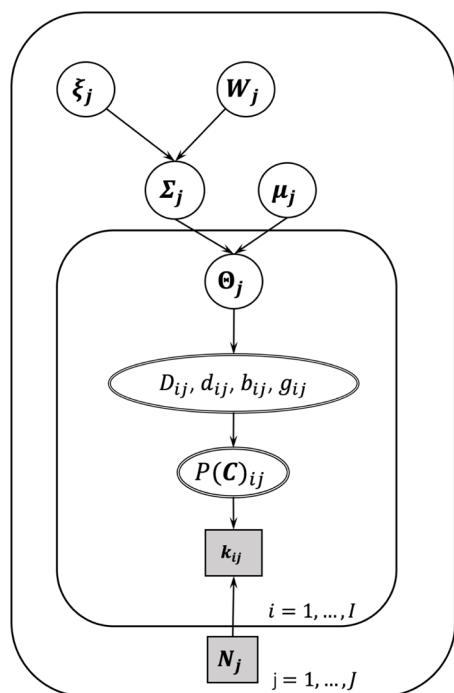 ξⱼ Wⱼ
Σⱼ μⱼ
Θⱼ
Dᵢⱼ, dᵢⱼ, bᵢⱼ, gᵢⱼ
P(C)ᵢⱼ
kᵢⱼ
i = 1, ..., I
Nⱼ
j = 1, ..., J